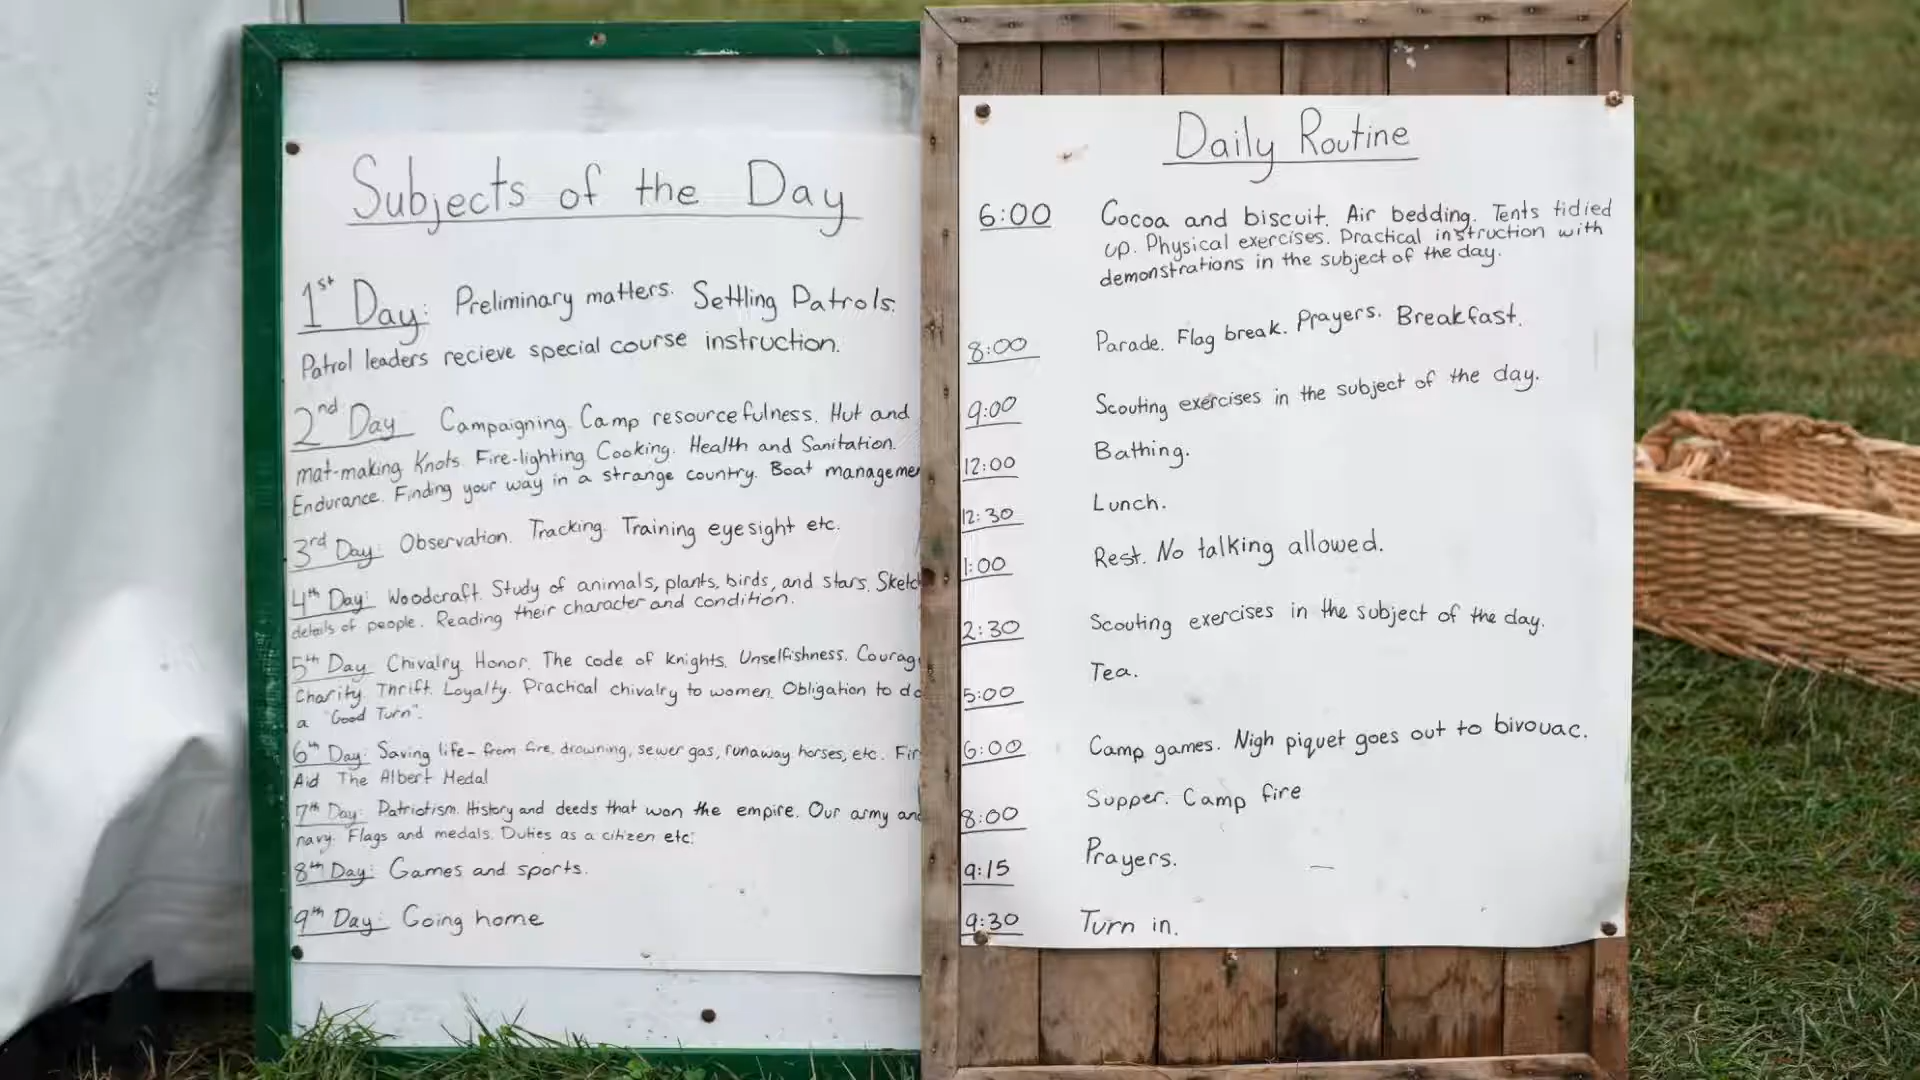 Subjects of the Day
1st Day: Preliminary matters. Settling Patrols.
Patrol leaders recieve special course instruction.
2nd Day Campaigning. Camp resourcefulness. Hut and
mat-making Knots. Fire-lighting Cooking. Health and Sanitation.
Endurance. Finding your way in a strange country. Boat managemen
3rd Day: Observation. Tracking. Training eyesight etc.
4th Day: Woodcraft. Study of animals, plants, birds, and stars. Sketch
details of people. Reading their character and condition.
5th Day Chivalry Honor. The code of knights. Unselfishness. Courag
Charity. Thrift. Loyalty. Practical chivalry to women. Obligation to do
a "Good Turn".
6th Day: Saving life- from fire, drowning, sewer gas, runaway horses, etc. Fir
Aid The Albert Medal
7th Day: Patriotism. History and deeds that won the empire. Our army and
navy. Flags and medals. Duties as a citizen etc.
8th Day: Games and sports.
9th Day: Going home
Daily Routine
6:00 Cocoa and biscuit. Air bedding. Tents tidied
up. Physical exercises. Practical instruction with
demonstrations in the subject of the day.
8:00 Parade. Flag break. Prayers. Breakfast.
9:00 Scouting exercises in the subject of the day.
12:00 Bathing.
12:30 Lunch.
1:00 Rest. No talking allowed.
2:30 Scouting exercises in the subject of the day.
5:00 Tea.
6:00 Camp games. Nigh piquet goes out to bivouac.
8:00 Supper. Camp fire
9:15 Prayers.
9:30 Turn in.